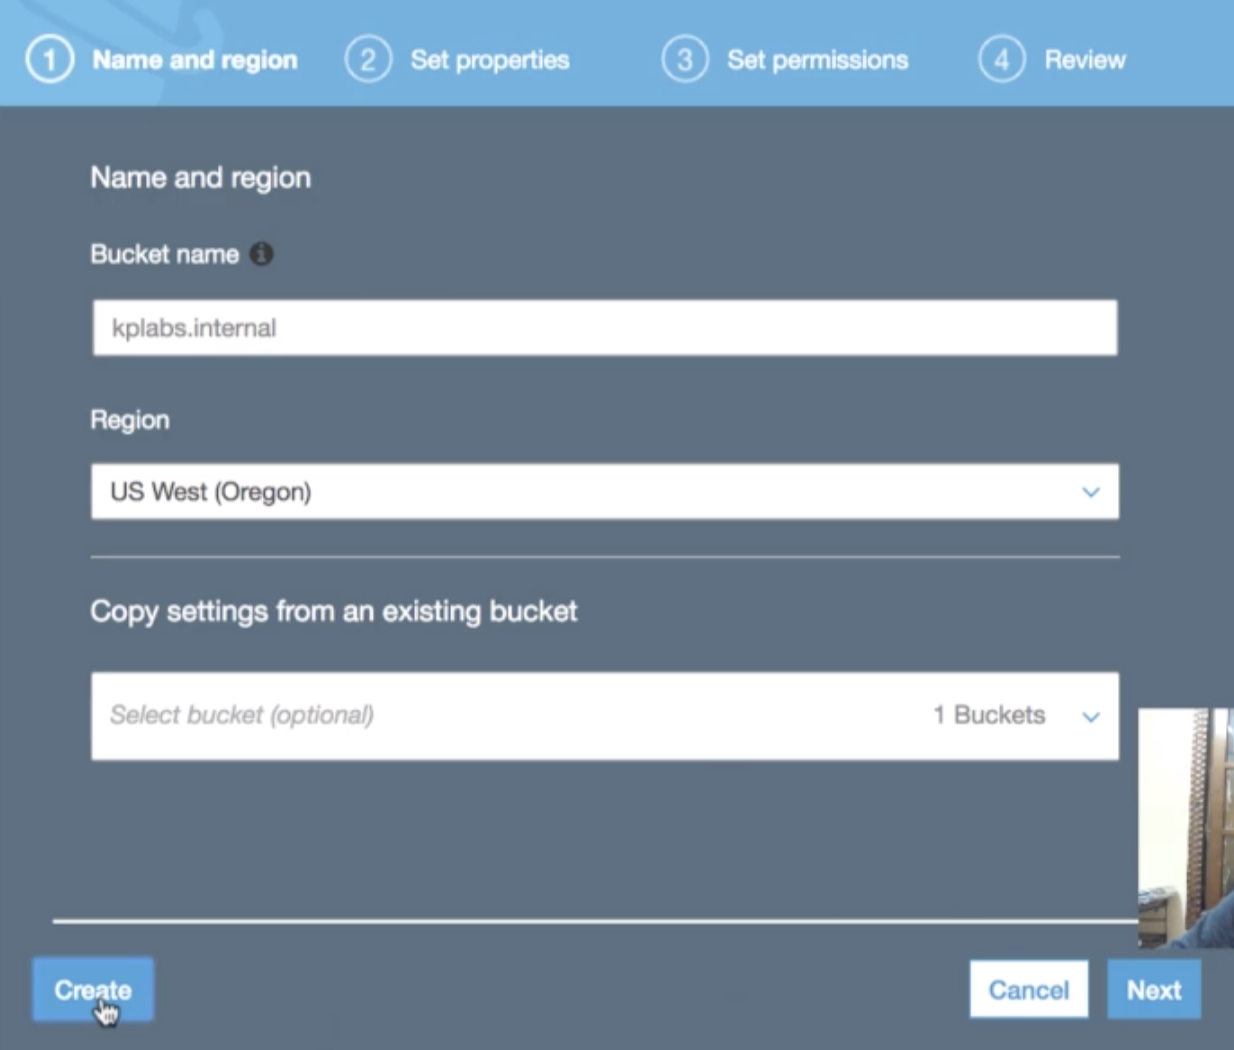 1 Name and region 2 Set properties 3 Set permissions 4 Review
Name and region
Bucket name i
kplabs.internal
Region
US West (Oregon)
Copy settings from an existing bucket
Select bucket (optional) 1 Buckets
Create Cancel Next